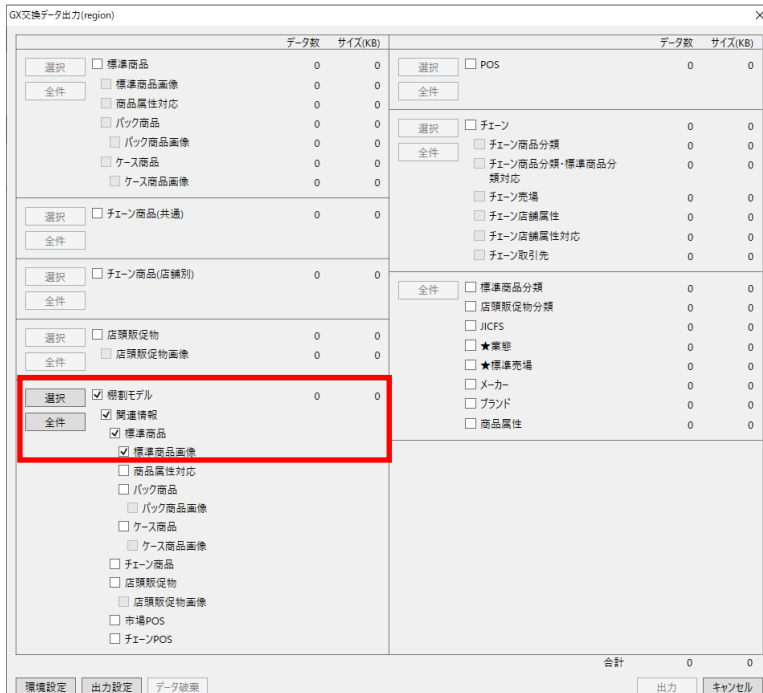 GX交換データ出力(region)
データ数 サイズ(KB)
選択 標準商品 0 0
全件 標準商品画像 0 0
商品属性対応 0 0
パック商品 0 0
パック商品画像 0 0
ケース商品 0 0
ケース商品画像 0 0
選択 チェーン商品(共通) 0 0
全件
選択 チェーン商品(店舗別) 0 0
全件
選択 店頭販促物 0 0
全件 店頭販促物画像 0 0
選択 棚割モデル 0 0
全件 関連情報
標準商品
標準商品画像
商品属性対応
パック商品
パック商品画像
ケース商品
ケース商品画像
チェーン商品
店頭販促物
店頭販促物画像
市場POS
チェーンPOS
データ数 サイズ(KB)
選択 POS 0 0
全件
選択 チェーン 0 0
全件 チェーン商品分類 0 0
チェーン商品分類・標準商品分 0 0
類対応
チェーン売場 0 0
チェーン店舗属性 0 0
チェーン店舗属性対応 0 0
チェーン取引先 0 0
全件 標準商品分類 0 0
店頭販促物分類 0 0
JICFS 0 0
★業態 0 0
★標準売場 0 0
メーカー 0 0
ブランド 0 0
商品属性 0 0
合計 0 0
環境設定 出力設定 データ破棄 出力 キャンセル